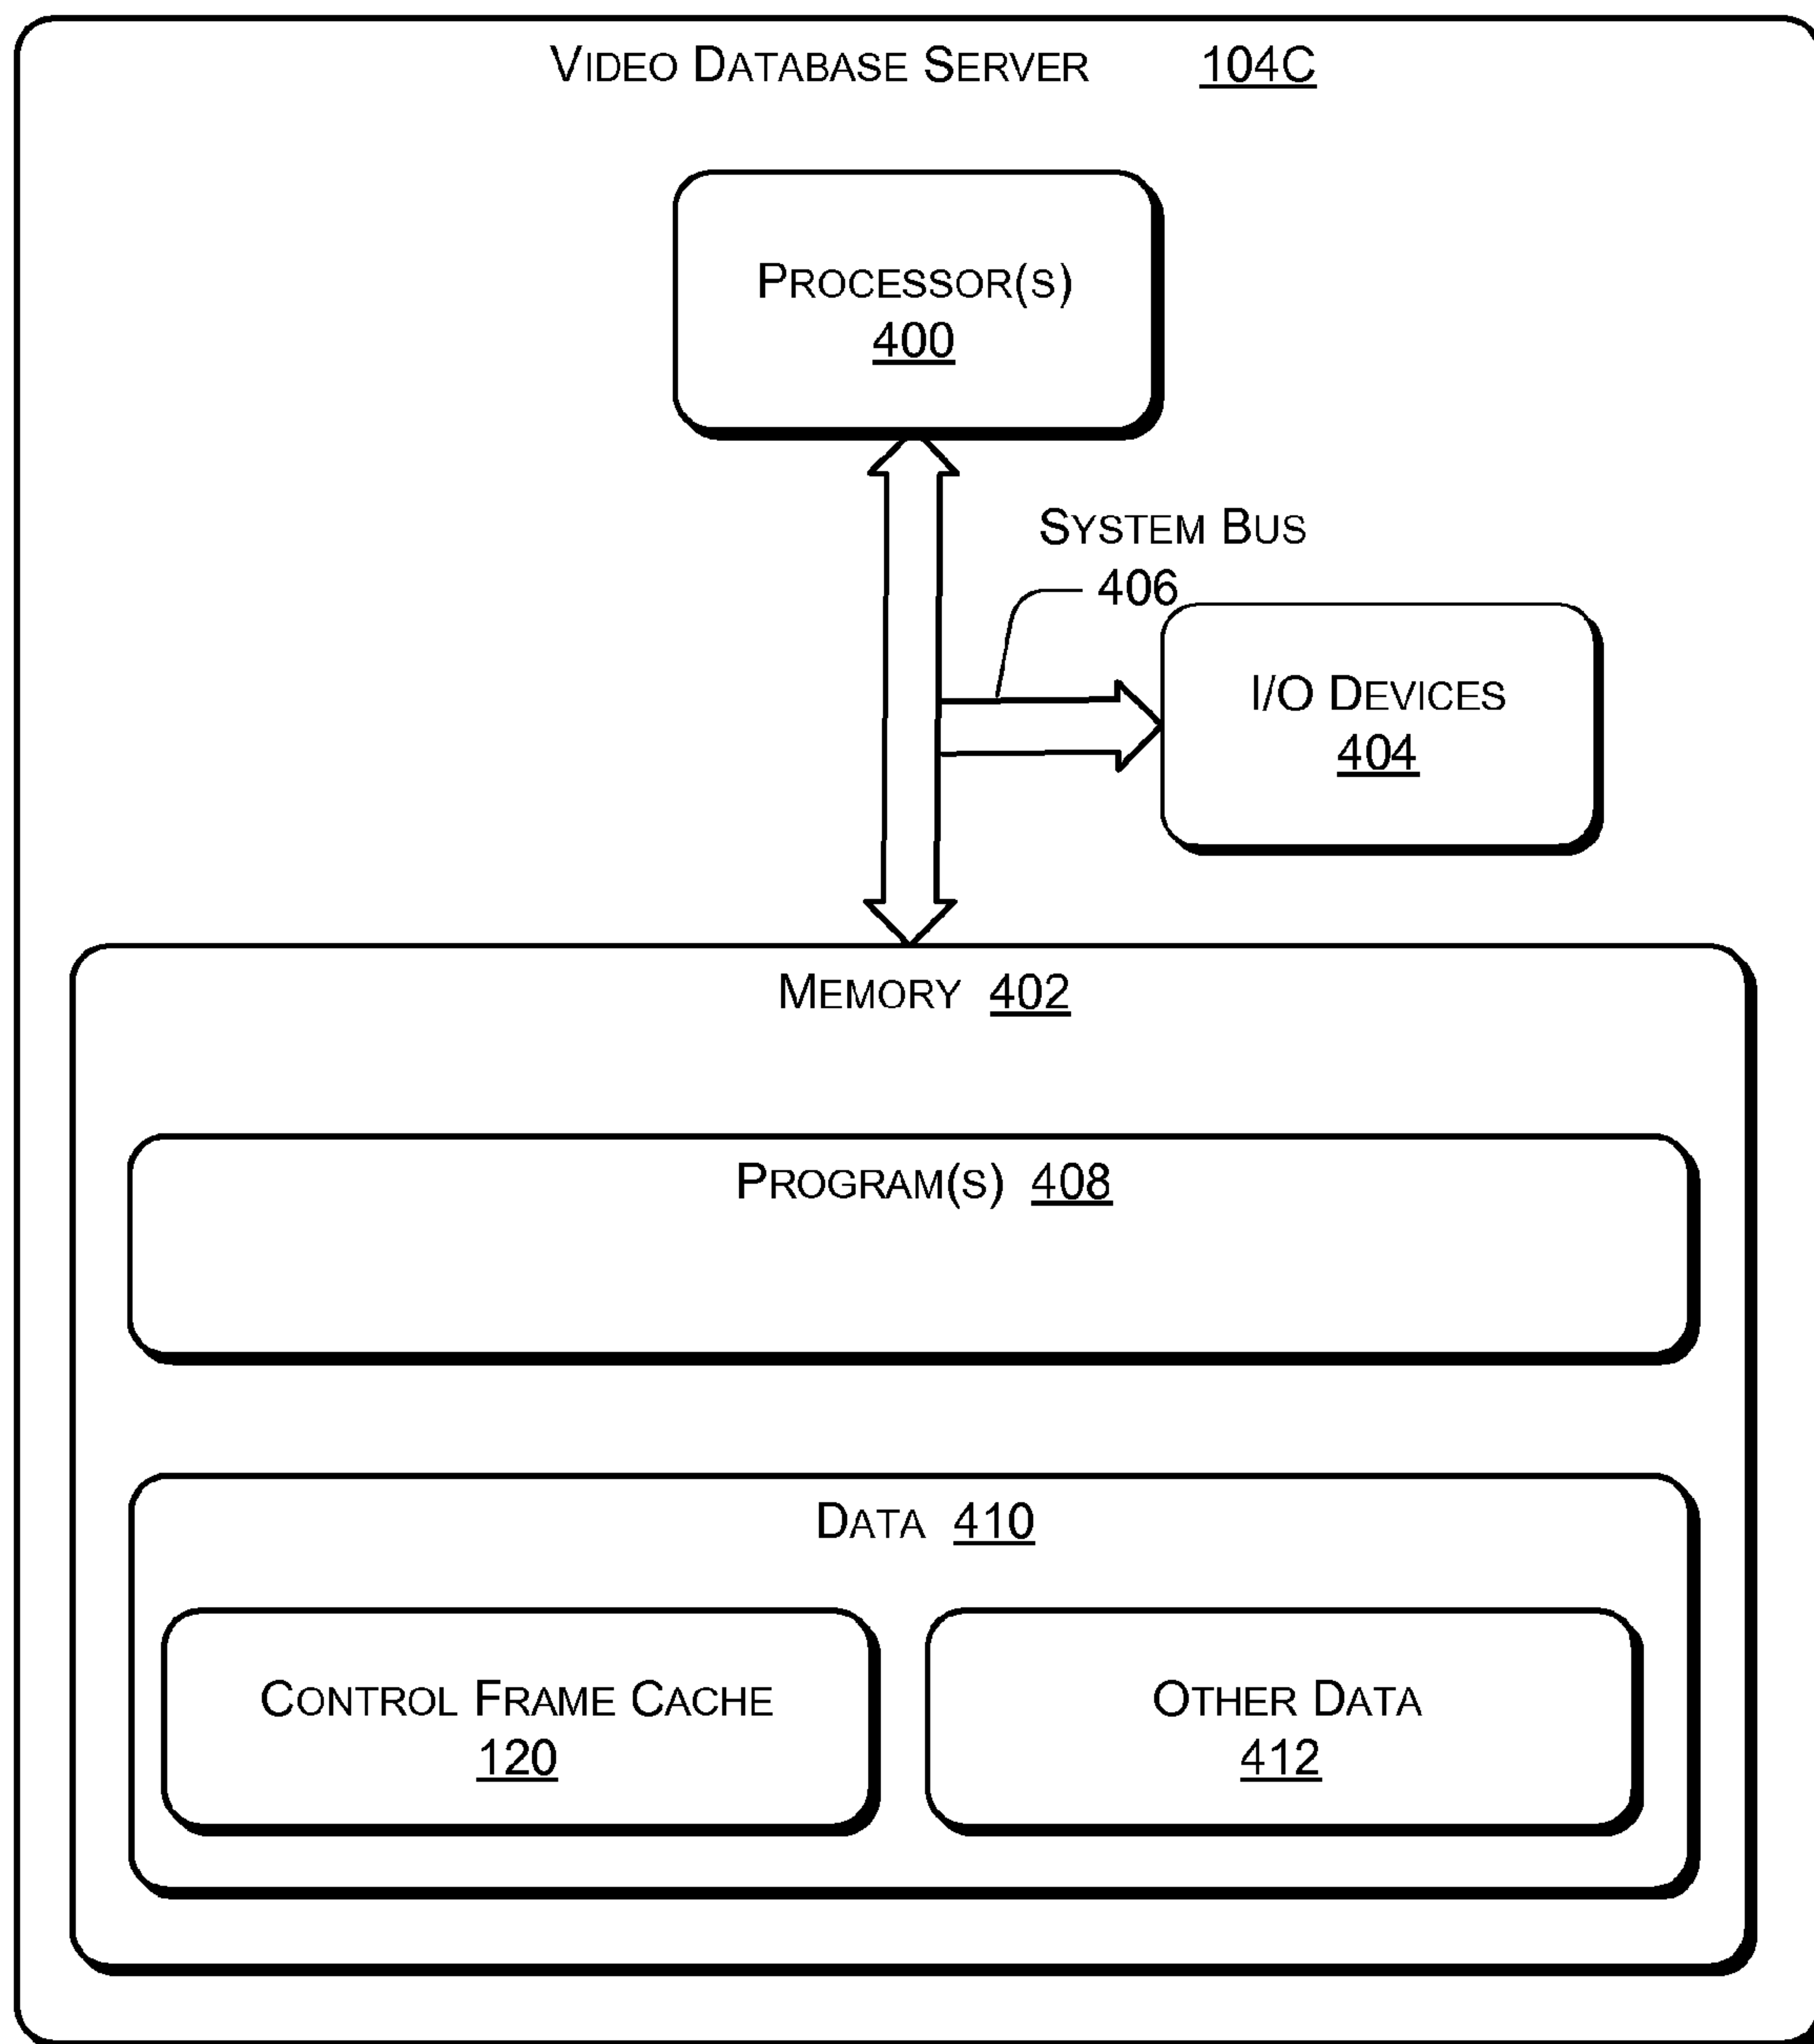 VIDEO DATABASE SERVER 104C
PROCESSOR(S)
400
SYSTEM BUS
406
I/O DEVICES
404
MEMORY 402
PROGRAM(S) 408
DATA 410
CONTROL FRAME CACHE
120
OTHER DATA
412